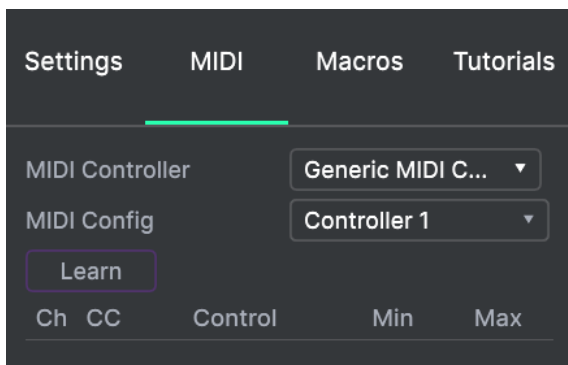 Settings MIDI Macros Tutorials
MIDI Controller Generic MIDI C...
MIDI Config Controller 1
Learn
Ch CC Control Min Max